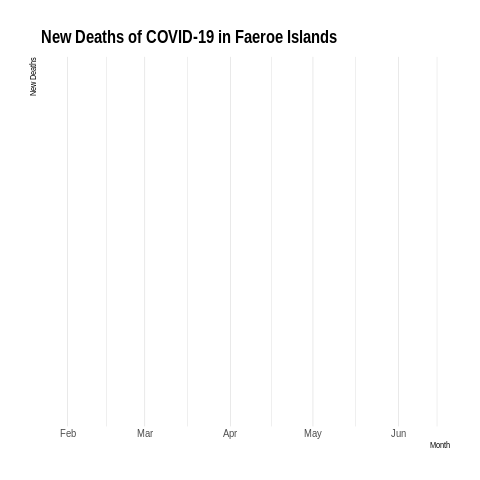 New Deaths of COVID-19 in Faeroe Islands
New Deaths
Feb Mar Apr May Jun
Month